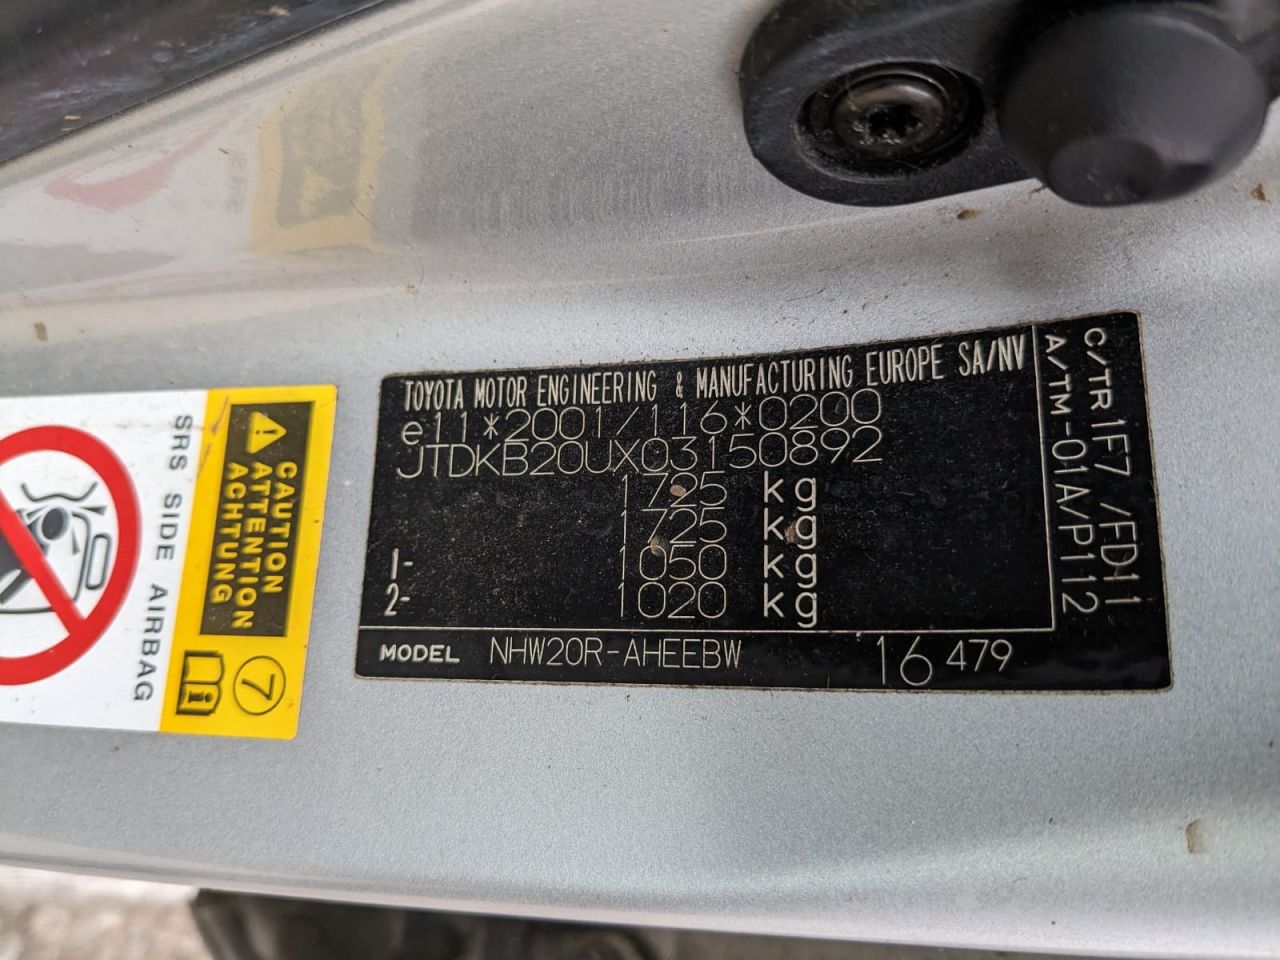 TOYOTA MOTOR ENGINEERING & MANUFACTURING EUROPE SA/NV
e11*2001/116*0200
JTDKB20UX03150892
1725 kg
1725 kg
1- 1050 kg
2- 1020 kg
MODEL NHW20R-AHEEBW 16 479
C/TR 1F7 /FD11
A/TM-01A/P112
CAUTION
ATTENTION
ACHTUNG
7
i
SRS SIDE AIRBAG